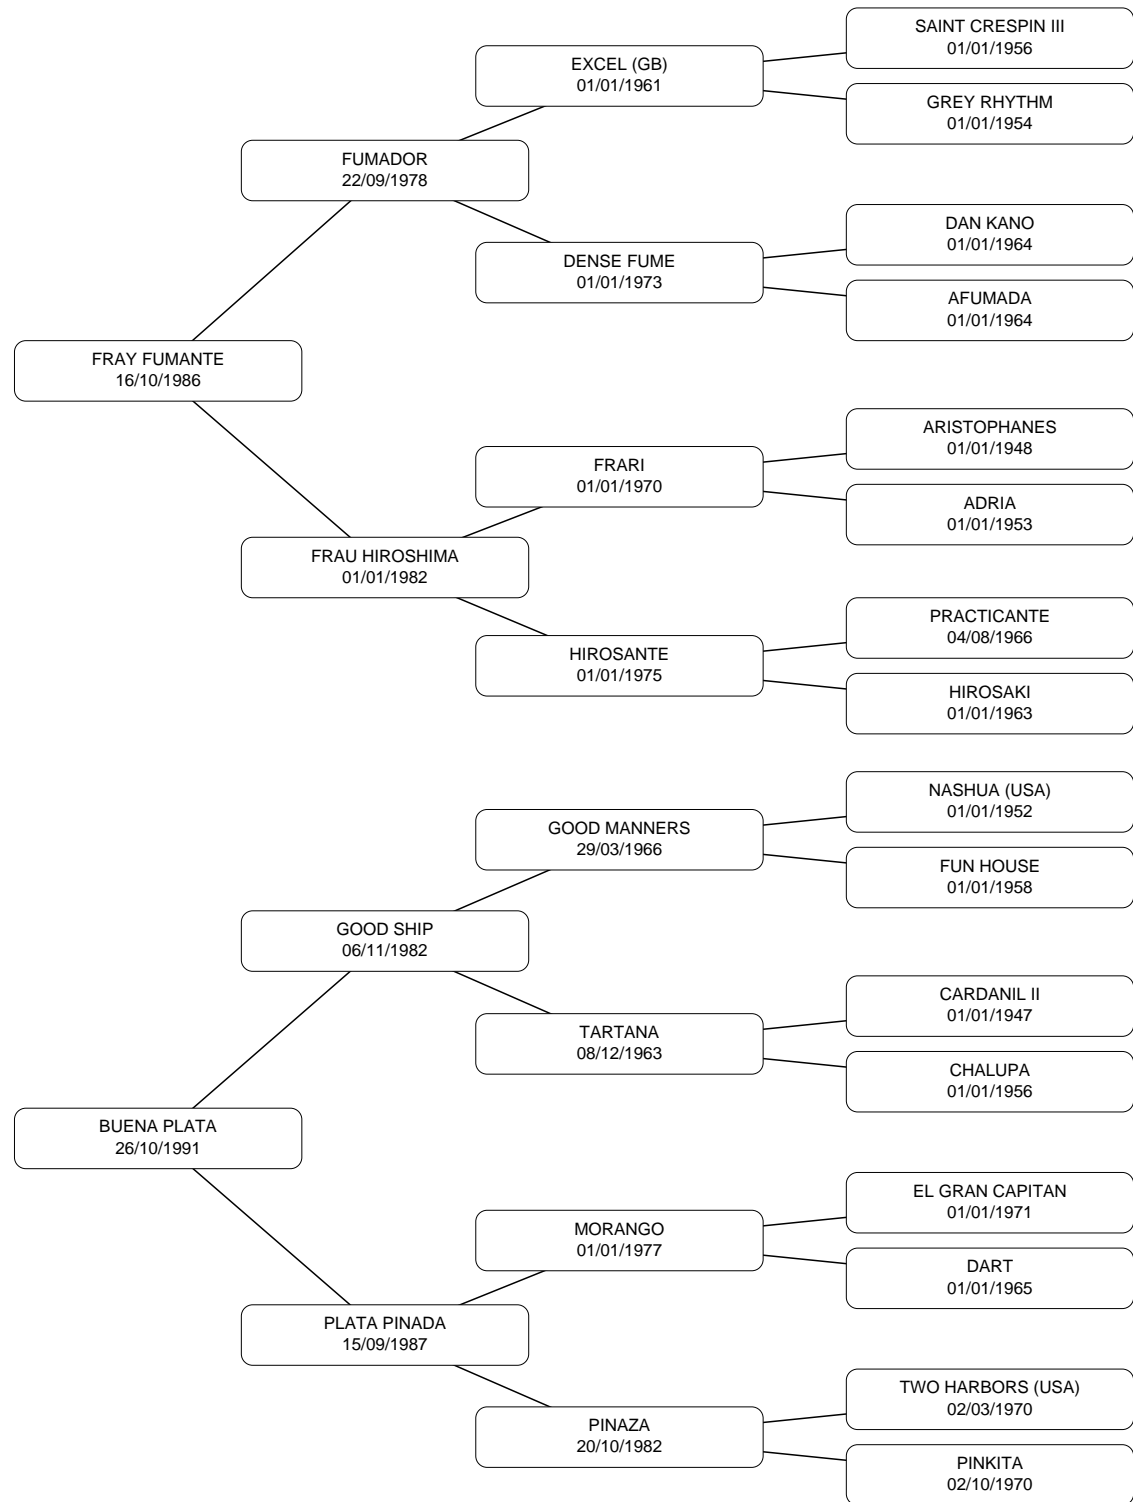 SAINT CRESPIN III
01/01/1956
EXCEL (GB)
01/01/1961
GREY RHYTHM
01/01/1954
FUMADOR
22/09/1978
DAN KANO
01/01/1964
DENSE FUME
01/01/1973
AFUMADA
01/01/1964
FRAY FUMANTE
16/10/1986
ARISTOPHANES
01/01/1948
FRARI
01/01/1970
ADRIA
01/01/1953
FRAU HIROSHIMA
01/01/1982
PRACTICANTE
04/08/1966
HIROSANTE
01/01/1975
HIROSAKI
01/01/1963
NASHUA (USA)
01/01/1952
GOOD MANNERS
29/03/1966
FUN HOUSE
01/01/1958
GOOD SHIP
06/11/1982
CARDANIL II
01/01/1947
TARTANA
08/12/1963
CHALUPA
01/01/1956
BUENA PLATA
26/10/1991
EL GRAN CAPITAN
01/01/1971
MORANGO
01/01/1977
DART
01/01/1965
PLATA PINADA
15/09/1987
TWO HARBORS (USA)
02/03/1970
PINAZA
20/10/1982
PINKITA
02/10/1970